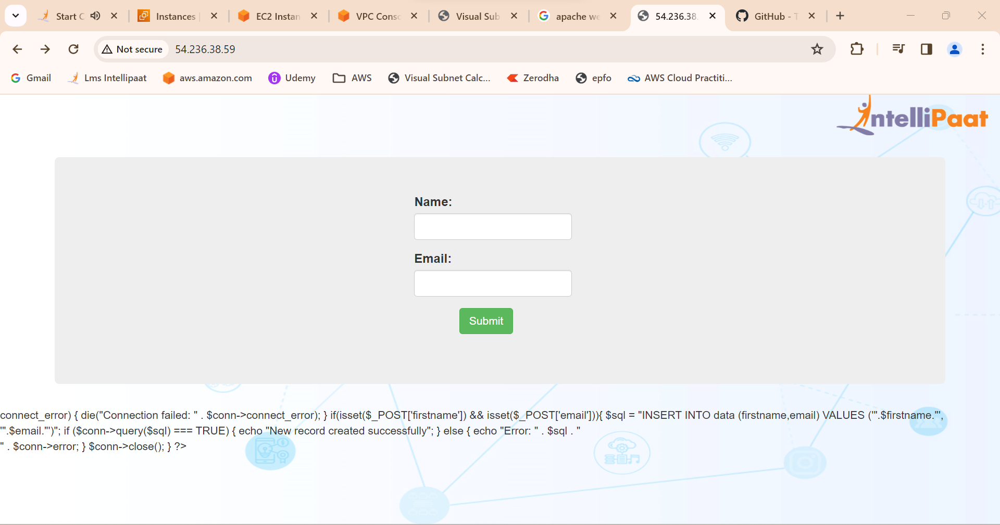 Start C
Instances
EC2 Instan
VPC Consc
Visual Sub
apache we
54.236.38.
GitHub - T
Not secure
54.236.38.59
Gmail
Lms Intellipaat
aws.amazon.com
Udemy
AWS
Visual Subnet Calc...
Zerodha
epfo
AWS Cloud Practiti...
IntelliPaat
Name:
Email:
Submit
connect_error) { die("Connection failed: " . $conn->connect_error); } if(isset($_POST['firstname']) && isset($_POST['email'])){ $sql = "INSERT INTO data (firstname,email) VALUES ('".$firstname."',
'".$email."')"; if ($conn->query($sql) === TRUE) { echo "New record created successfully"; } else { echo "Error: " . $sql . "
" . $conn->error; } $conn->close(); } ?>